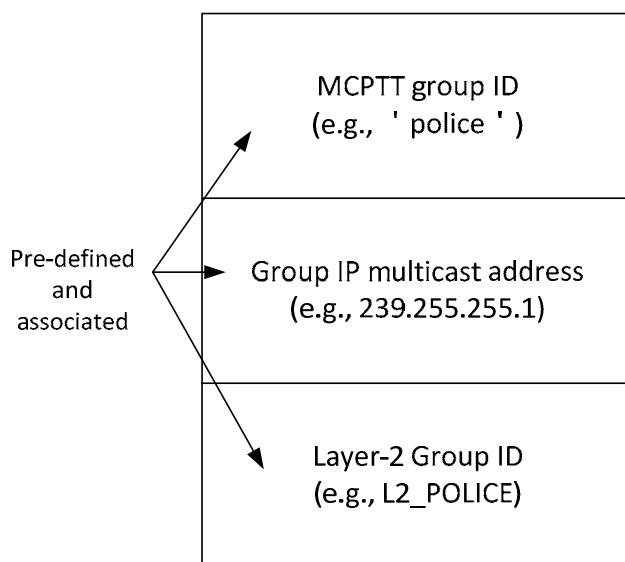 MCPTT group ID
(e.g., ' police ' )
Pre-defined
and
associated
Group IP multicast address
(e.g., 239.255.255.1)
Layer-2 Group ID
(e.g., L2_POLICE)